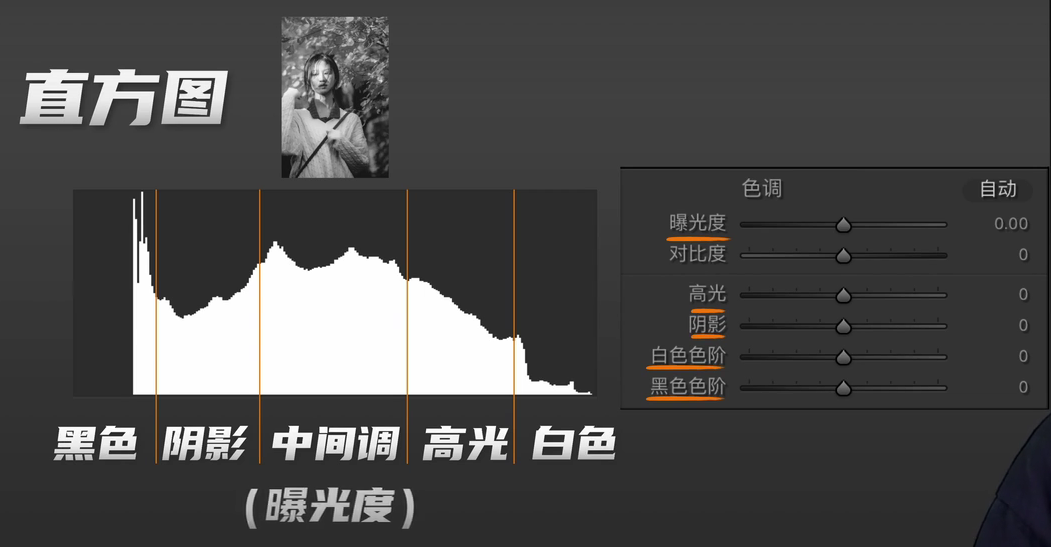 直方图
色调 自动
曝光度 0.00
对比度 0
高光 0
阴影 0
白色色阶 0
黑色色阶 0
黑色 阴影 中间调 高光 白色
(曝光度)